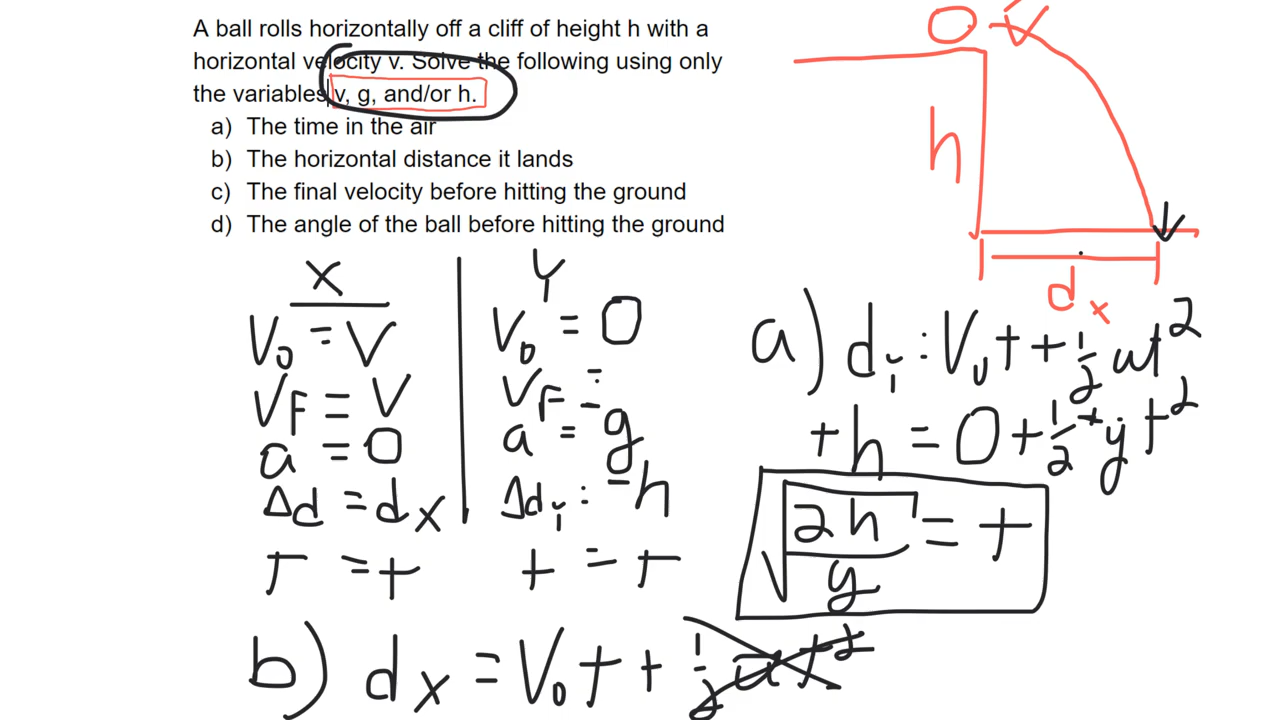 A ball rolls horizontally off a cliff of height h with a
horizontal velocity v. Solve the following using only
the variables v, g, and/or h.
a) The time in the air
b) The horizontal distance it lands
c) The final velocity before hitting the ground
d) The angle of the ball before hitting the ground
V
h
dx
X
V0 = V
VF = V
a = 0
Δd = dx
t = t
Y
V0 = 0
VF =
a = -g
Δdy = -h
t = t
a) dy = V0t + 1/2 at²
+h = 0 + 1/2 +gt²
√(2h/g) = t
b) dx = V0t + 1/2 at²